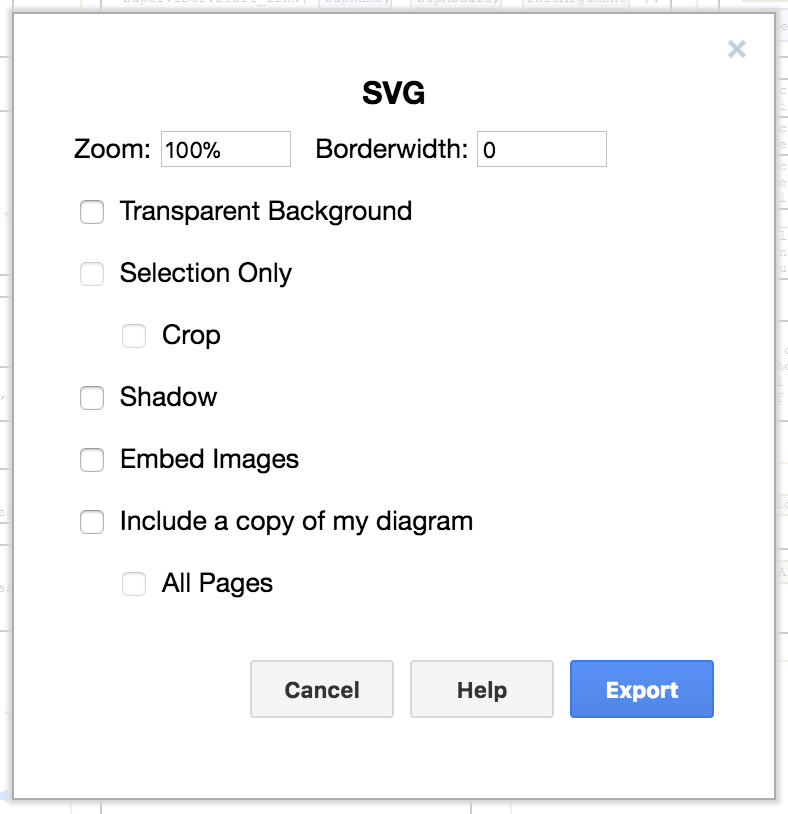 SVG
Zoom: 100% Borderwidth: 0
Transparent Background
Selection Only
Crop
Shadow
Embed Images
Include a copy of my diagram
All Pages
Cancel Help Export